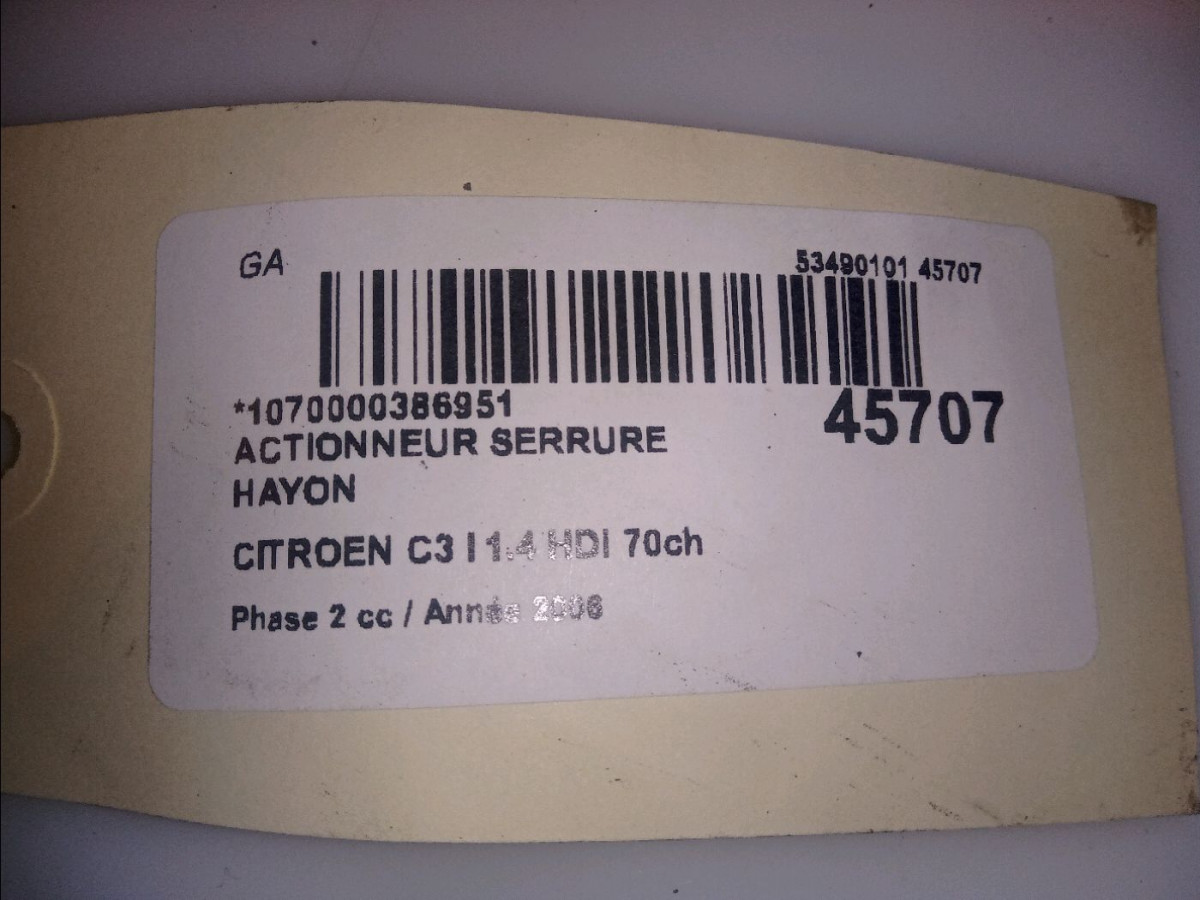 GA
53490101 45707
*1070000386951
45707
ACTIONNEUR SERRURE
HAYON
CITROEN C3 I 1.4 HDI 70ch
Phase 2 cc / Année 2006